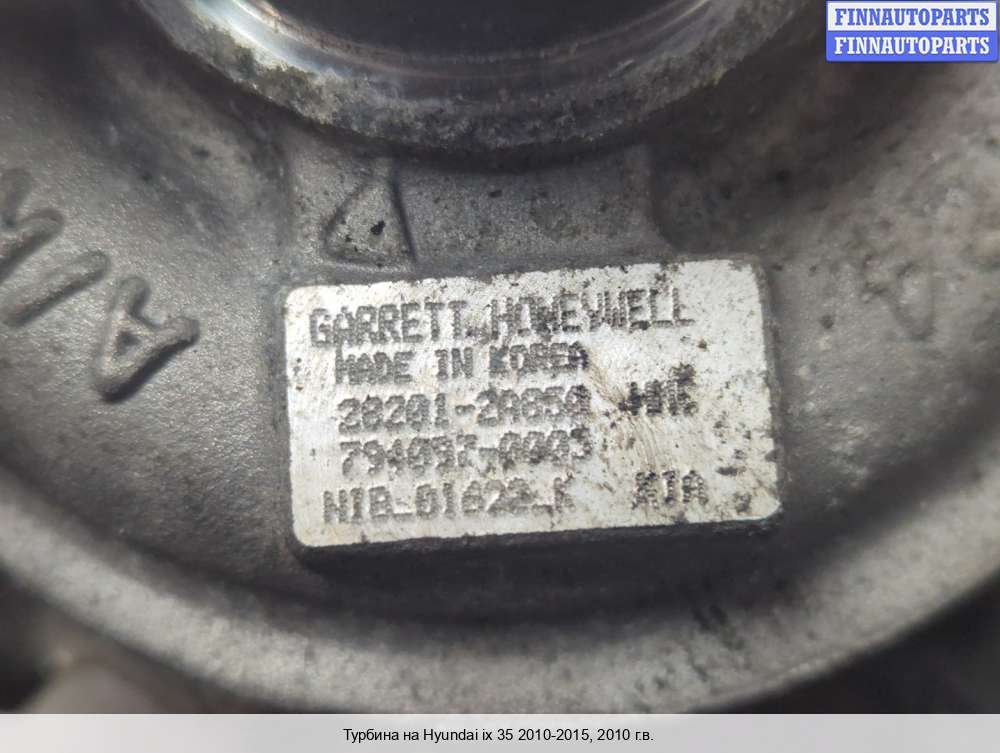 FINNAUTOPARTS
FINNAUTOPARTS
AIR
GARRETT HONEYWELL
MADE IN KOREA
28201-2A850
794097-0003
KIA
Турбина на Hyundai ix 35 2010-2015, 2010 г.в.